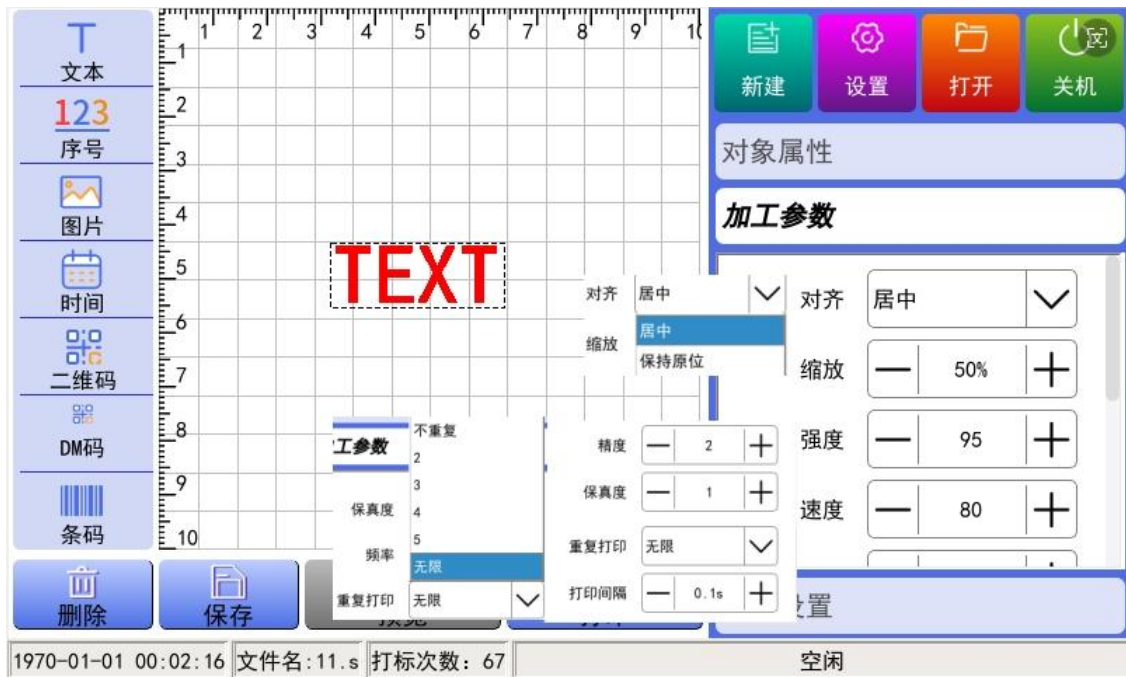 文本
123
序号
图片
时间
二维码
DM码
条码
1 2 3 4 5 6 7 8 9 10
1
2
3
4
5
6
7
8
9
10
TEXT
新建
设置
打开
关机
对象属性
加工参数
对齐 居中
缩放 50%
强度 95
速度 80
对齐 居中
居中
缩放
保持原位
工参数
保真度
频率
重复打印 无限
不重复
2
3
4
5
无限
精度 2
保真度 1
重复打印 无限
打印间隔 0.1s
置
删除
保存
1970-01-01 00:02:16 文件名:11.s 打标次数: 67 空闲